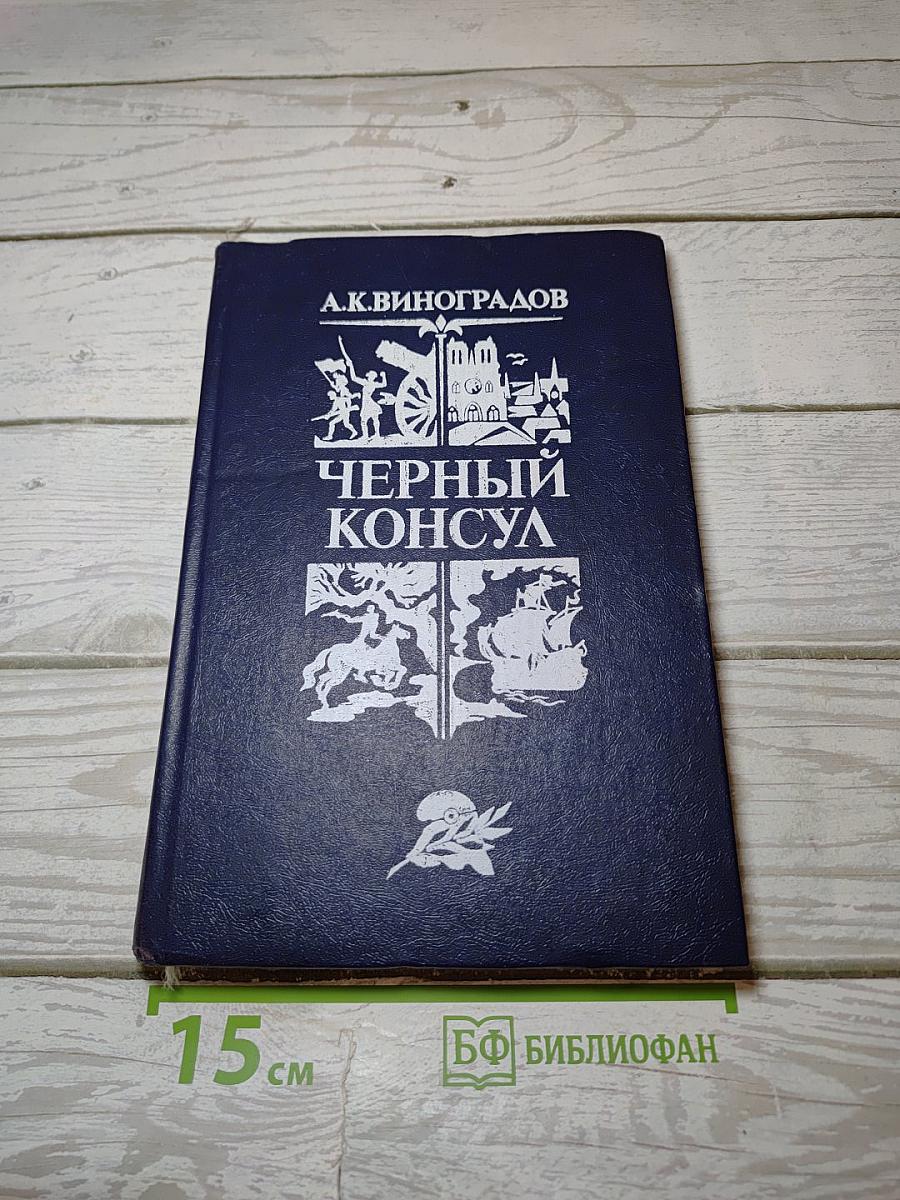 А.К.ВИНОГРАДОВ
ЧЕРНЫЙ
КОНСУЛ
15 см
БФ БИБЛИОФАН